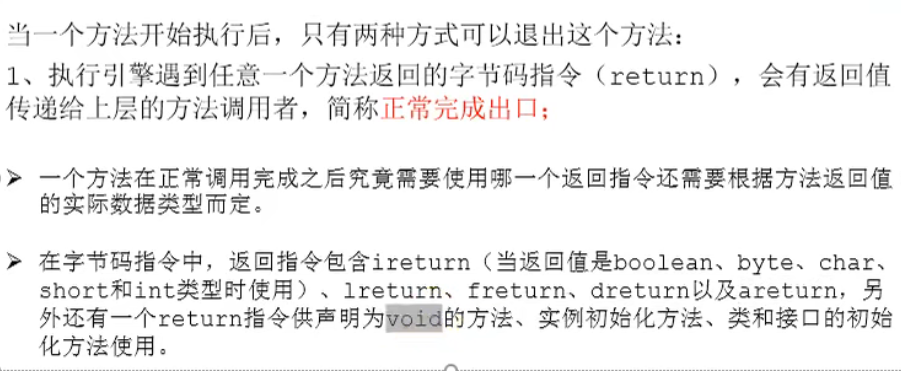 当一个方法开始执行后，只有两种方式可以退出这个方法：
1、执行引擎遇到任意一个方法返回的字节码指令（return），会有返回值
传递给上层的方法调用者，简称正常完成出口；
➢ 一个方法在正常调用完成之后究竟需要使用哪一个返回指令还需要根据方法返回值
的实际数据类型而定。
➢ 在字节码指令中，返回指令包含ireturn（当返回值是boolean、byte、char、
short和int类型时使用）、lreturn、freturn、dreturn以及areturn，另
外还有一个return指令供声明为void的方法、实例初始化方法、类和接口的初始
化方法使用。